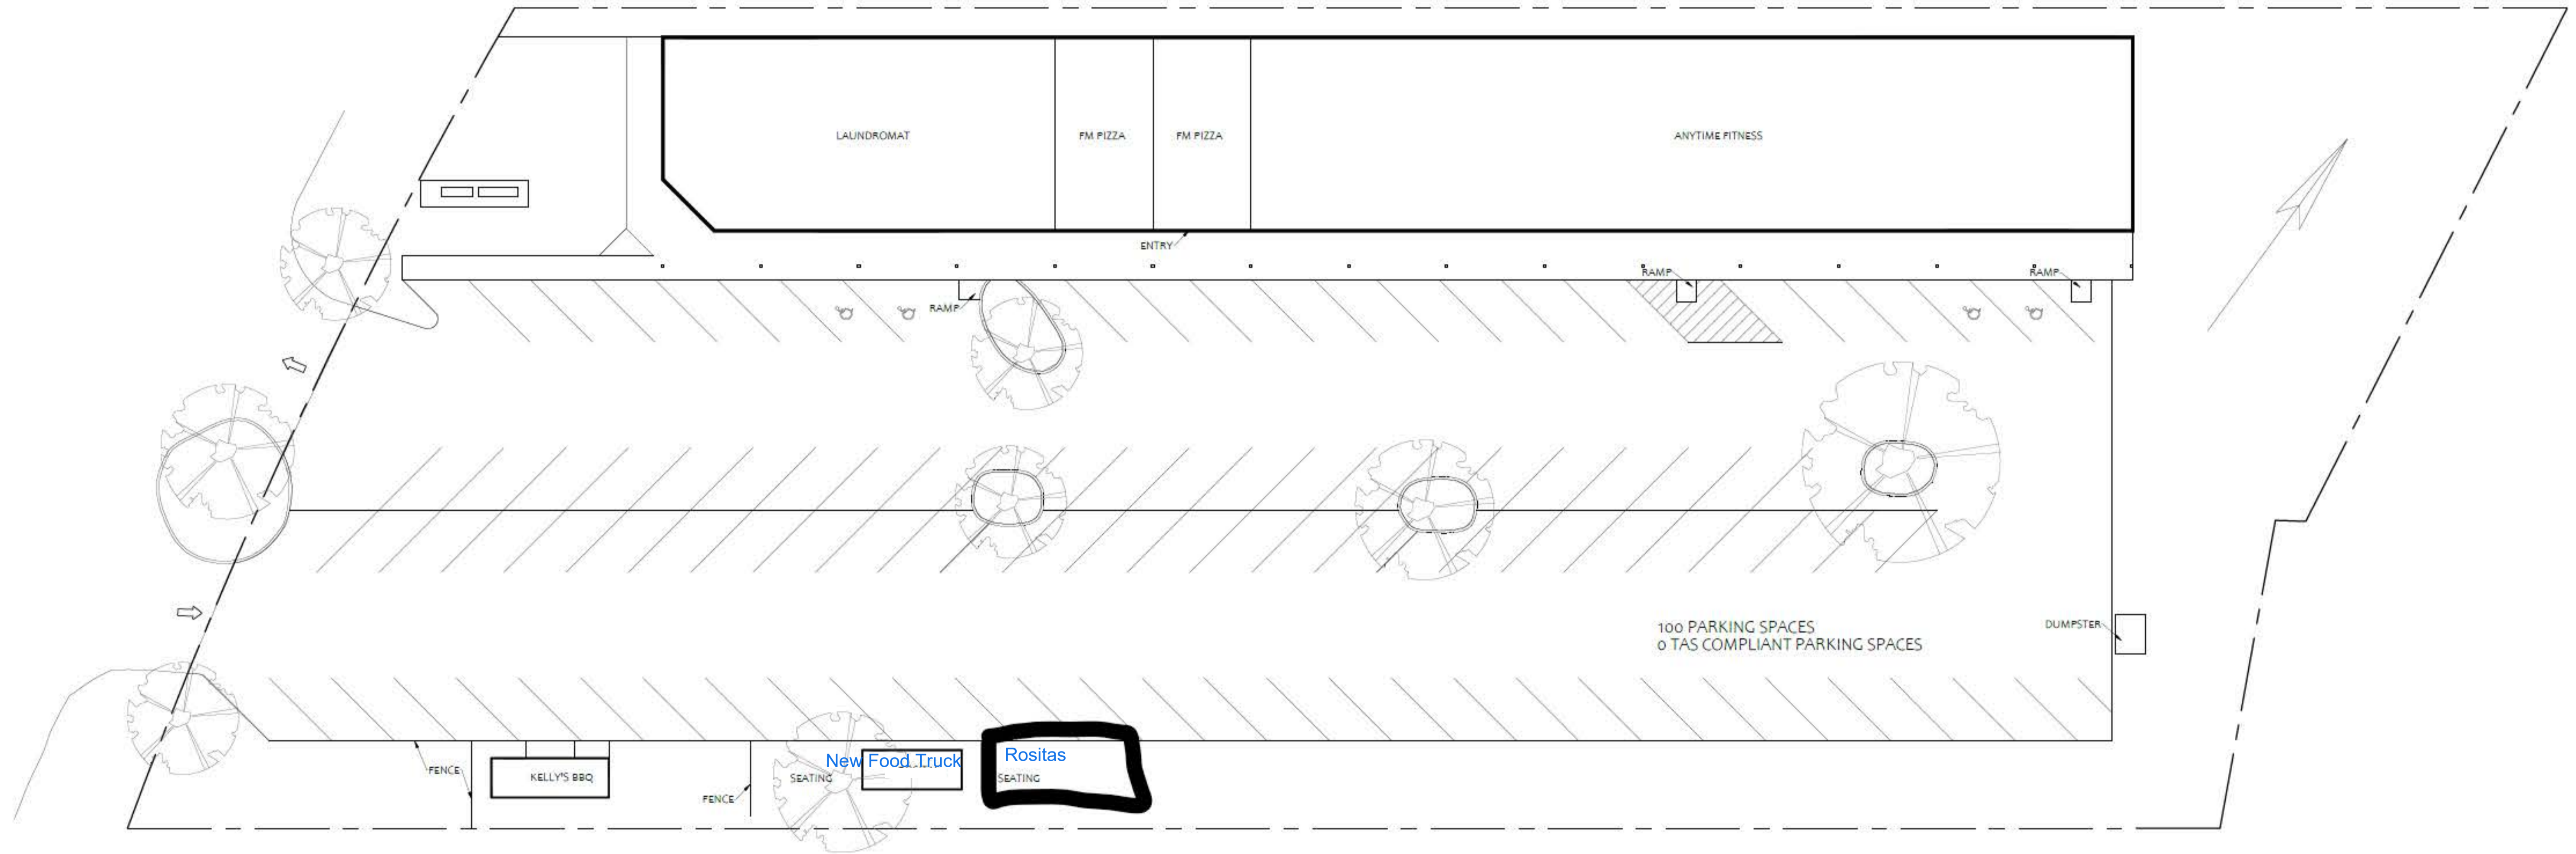 LAUNDROMAT
FM PIZZA
FM PIZZA
ANYTIME FITNESS
ENTRY
RAMP
RAMP
RAMP
100 PARKING SPACES
0 TAS COMPLIANT PARKING SPACES
DUMPSTER
FENCE
KELLY'S BBQ
FENCE
SEATING
New Food Truck
Rositas
SEATING